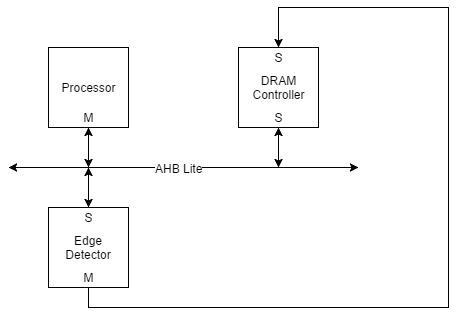 Processor
M
S
DRAM
Controller
S
AHB Lite
S
Edge
Detector
M